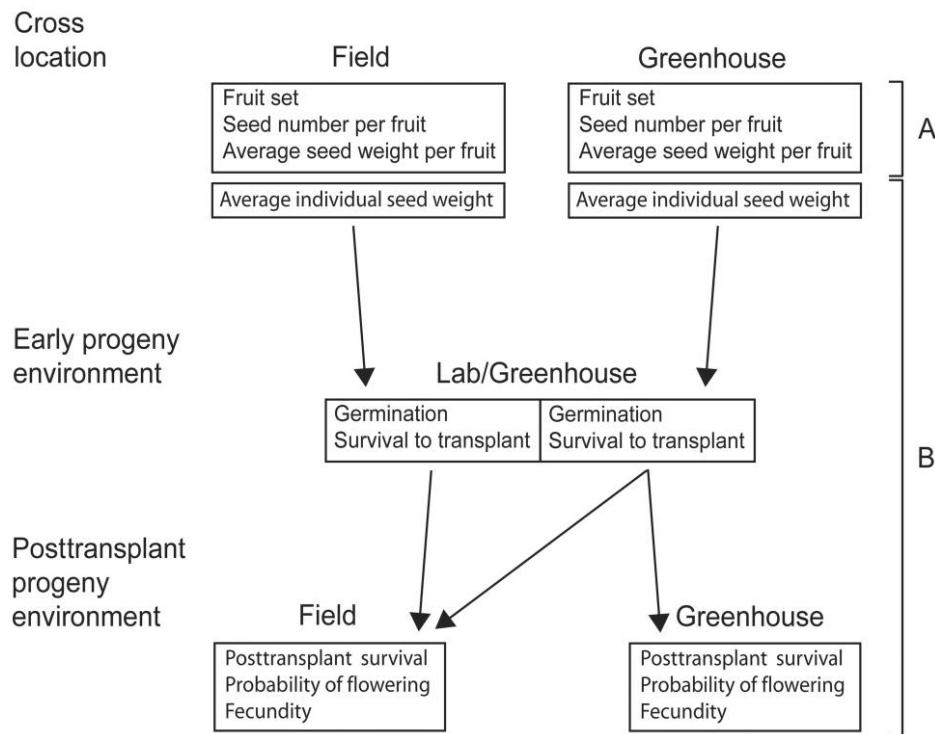 Cross
location
Field
Greenhouse
Fruit set
Seed number per fruit
Average seed weight per fruit
Fruit set
Seed number per fruit
Average seed weight per fruit
A
Average individual seed weight
Average individual seed weight
Early progeny
environment
Lab/Greenhouse
Germination
Survival to transplant
Germination
Survival to transplant
B
Posttransplant
progeny
environment
Field
Greenhouse
Posttransplant survival
Probability of flowering
Fecundity
Posttransplant survival
Probability of flowering
Fecundity